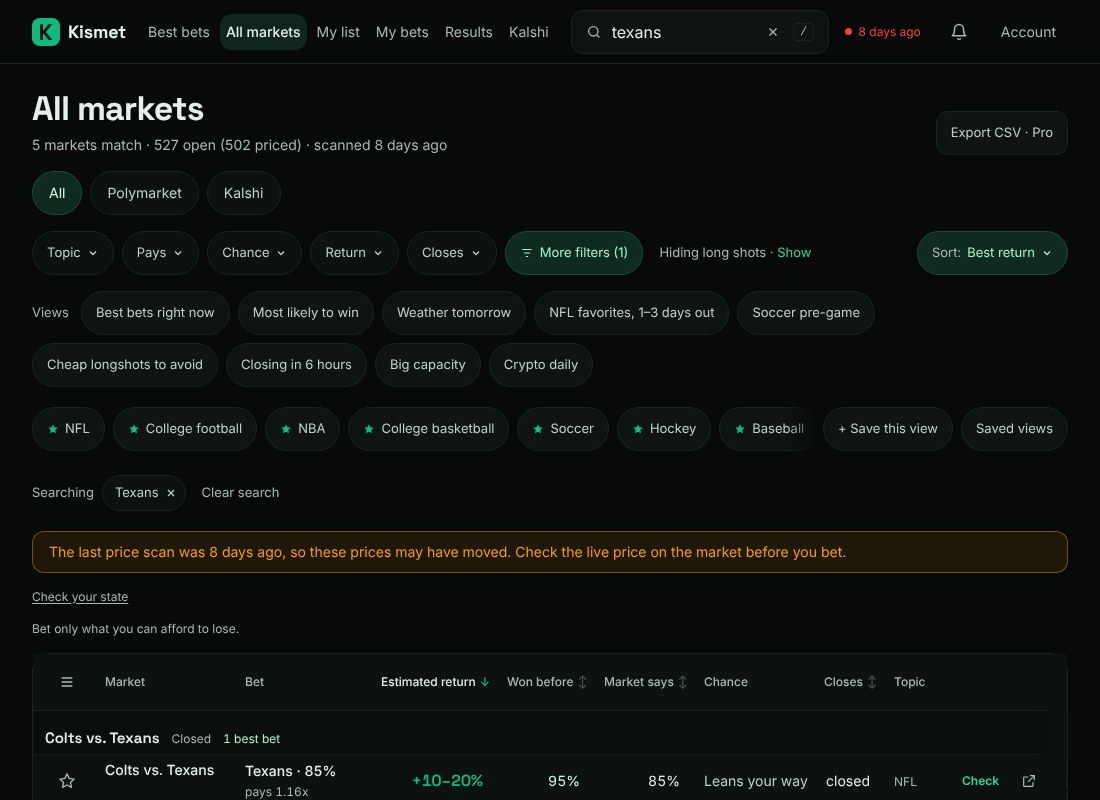 K Kismet Best bets All markets My list My bets Results Kalshi texans × / 8 days ago Account
All markets
5 markets match · 527 open (502 priced) · scanned 8 days ago
Export CSV · Pro
All Polymarket Kalshi
Topic Pays Chance Return Closes More filters (1) Hiding long shots · Show Sort: Best return
Views Best bets right now Most likely to win Weather tomorrow NFL favorites, 1–3 days out Soccer pre-game
Cheap longshots to avoid Closing in 6 hours Big capacity Crypto daily
★ NFL ★ College football ★ NBA ★ College basketball ★ Soccer ★ Hockey ★ Baseball + Save this view Saved views
Searching Texans × Clear search
The last price scan was 8 days ago, so these prices may have moved. Check the live price on the market before you bet.
Check your state
Bet only what you can afford to lose.
Market Bet Estimated return ↓ Won before Market says Chance Closes Topic
Colts vs. Texans Closed 1 best bet
Colts vs. Texans Texans · 85% +10–20% 95% 85% Leans your way closed NFL Check
pays 1.16x